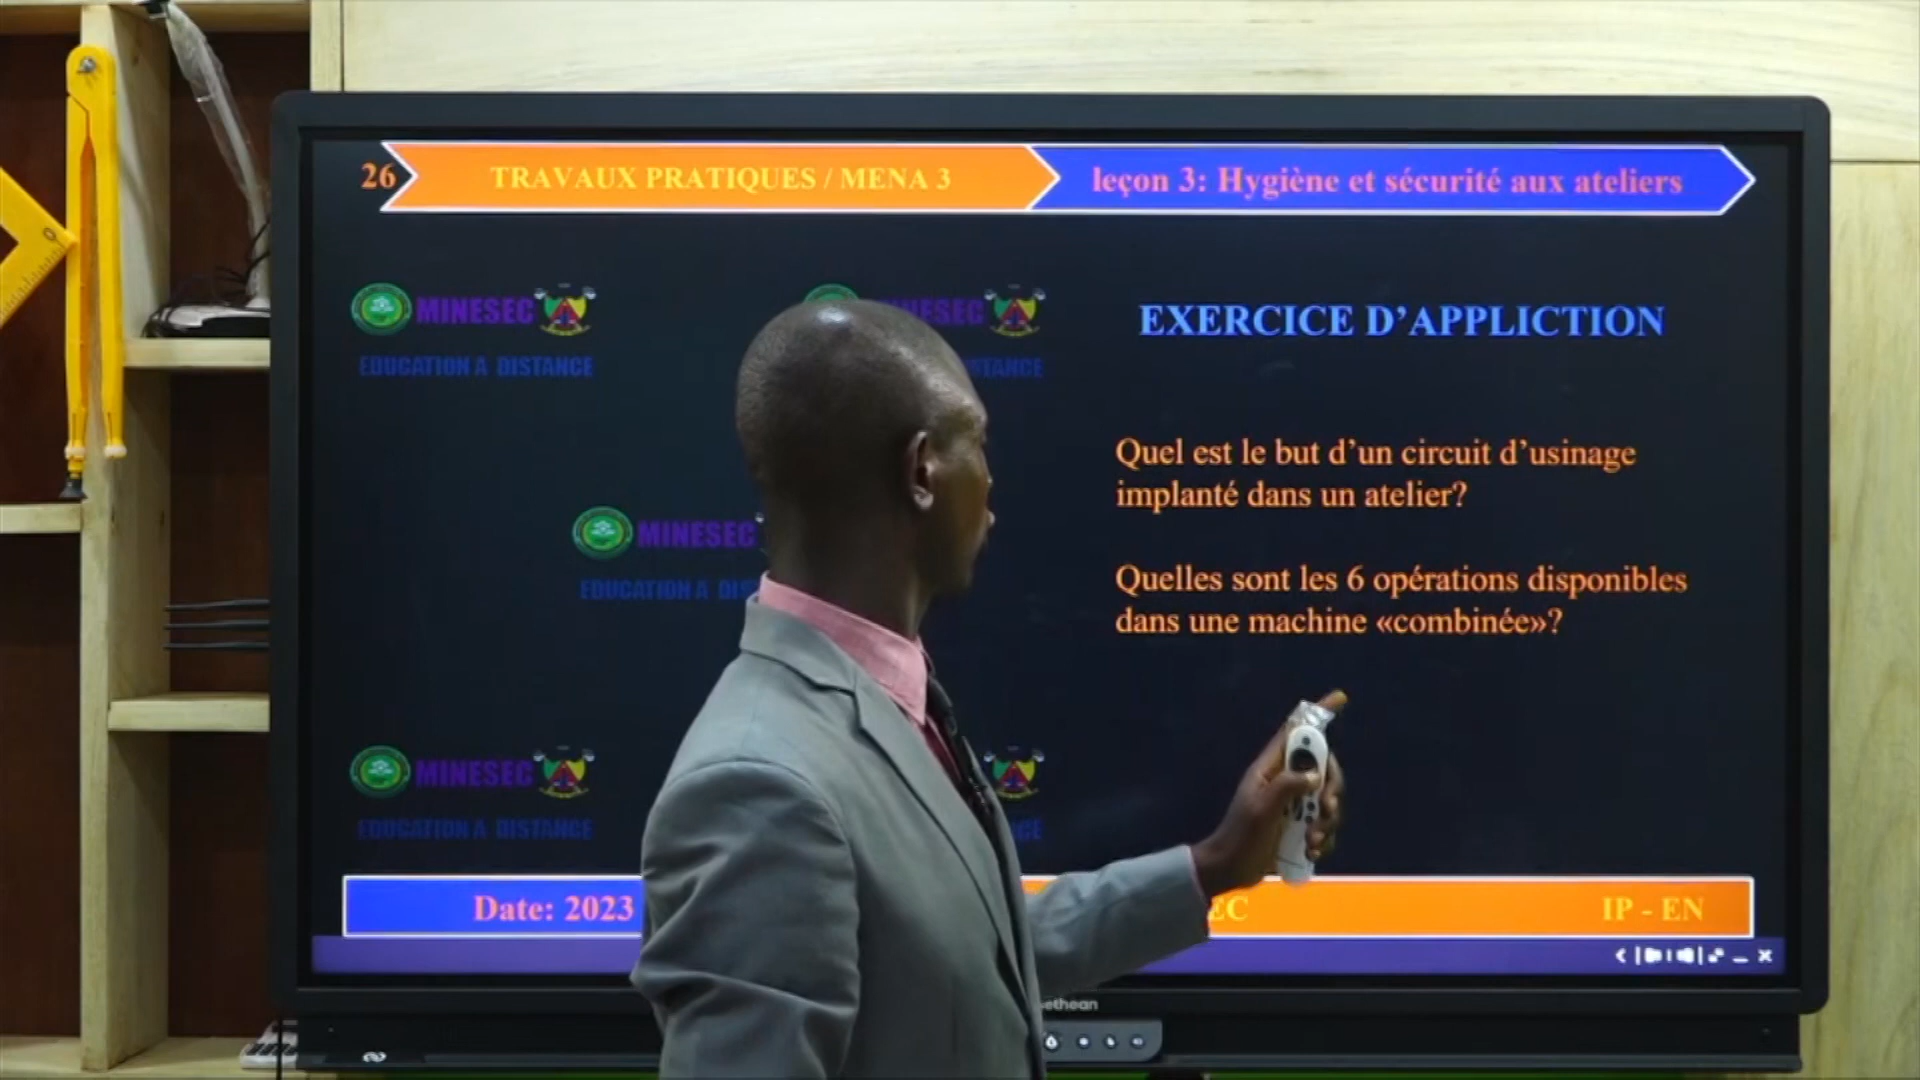 26
TRAVAUX PRATIQUES / MENA 3
leçon 3: Hygiène et sécurité aux ateliers
MINESEC
EDUCATION A DISTANCE
EXERCICE D'APPLICTION
Quel est le but d'un circuit d'usinage
implanté dans un atelier?
MINESEC
EDUCATION A
Quelles sont les 6 opérations disponibles
dans une machine «combinée»?
MINESEC
EDUCATION A DISTANCE
Date: 2023
IP - EN